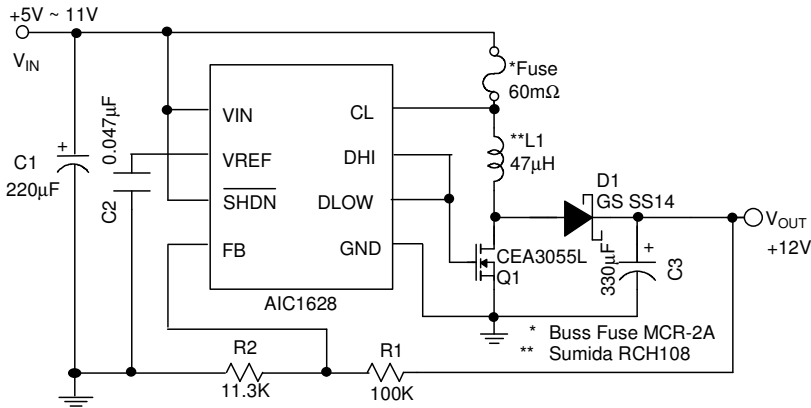 +5V ~ 11V
VIN
*Fuse
60mΩ
0.047μF
VIN
CL
C1
220μF
VREF
DHI
**L1
47μH
C2
SHDN
DLOW
D1
GS SS14
VOUT
+12V
FB
GND
CEA3055L
Q1
330μF
C3
AIC1628
* Buss Fuse MCR-2A
** Sumida RCH108
R2
11.3K
R1
100K